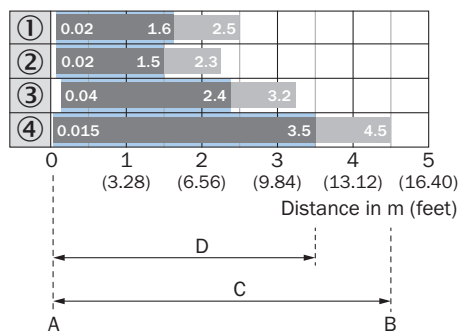 ① 0.02 1.6 2.5
② 0.02 1.5 2.3
③ 0.04 2.4 3.2
④ 0.015 3.5 4.5
0 1 2 3 4 5
(3.28) (6.56) (9.84) (13.12) (16.40)
Distance in m (feet)
D
C
A B